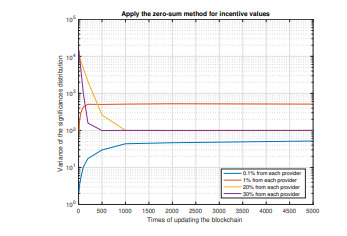 Apply the zero-sum method for incentive values
Variance of the significance distribution
10^5
10^4
10^3
10^2
10^1
10^0
0 500 1000 1500 2000 2500 3000 3500 4000 4500 5000
Times of updating the blockchain
0.1% from each provider
1% from each provider
20% from each provider
30% from each provider